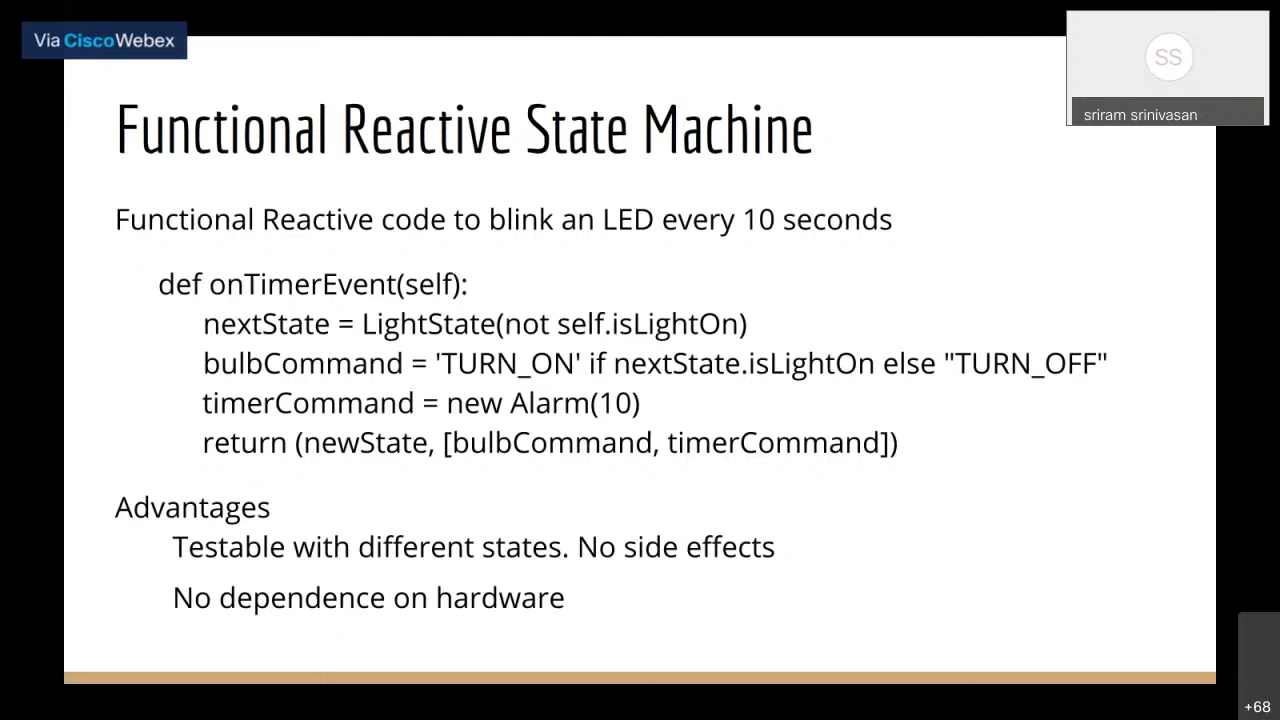 Via CiscoWebex
SS
sriram srinivasan
Functional Reactive State Machine
Functional Reactive code to blink an LED every 10 seconds
def onTimerEvent(self):
nextState = LightState(not self.isLightOn)
bulbCommand = 'TURN_ON' if nextState.isLightOn else "TURN_OFF"
timerCommand = new Alarm(10)
return (newState, [bulbCommand, timerCommand])
Advantages
Testable with different states. No side effects
No dependence on hardware
+68